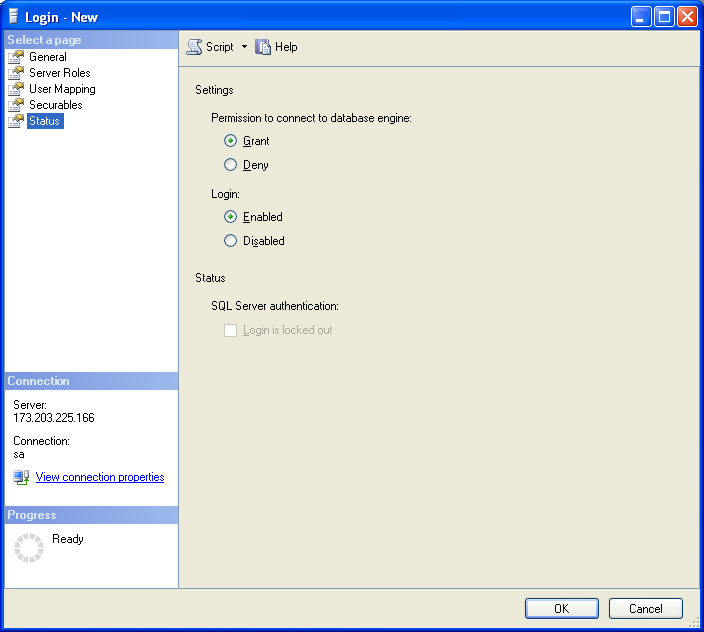 Login - New
Select a page
General
Server Roles
User Mapping
Securables
Status
Script
Help
Settings
Permission to connect to database engine:
Grant
Deny
Login:
Enabled
Disabled
Status
SQL Server authentication:
Login is locked out
Connection
Server:
173.203.225.166
Connection:
sa
View connection properties
Progress
Ready
OK Cancel